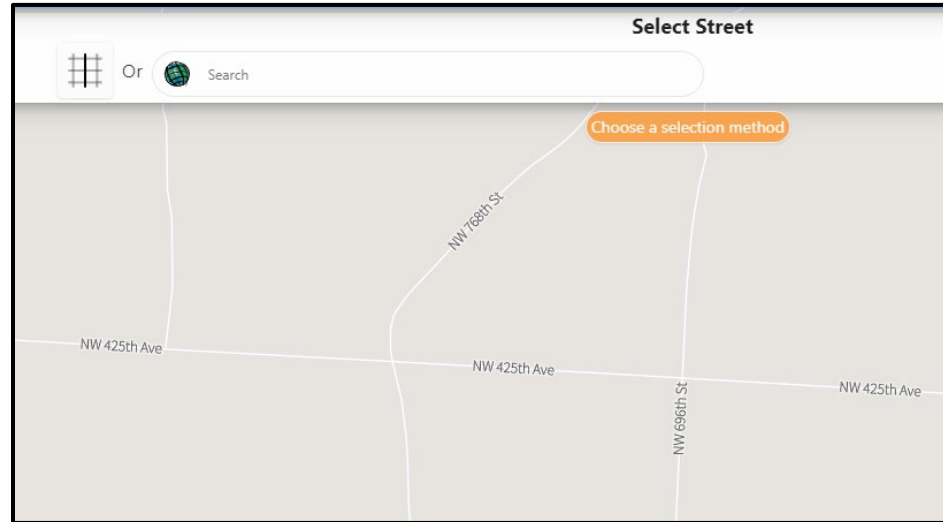 Select Street
Or
Search
Choose a selection method
NW 768th St
NW 425th Ave
NW 425th Ave
NW 425th Ave
NW 696th St